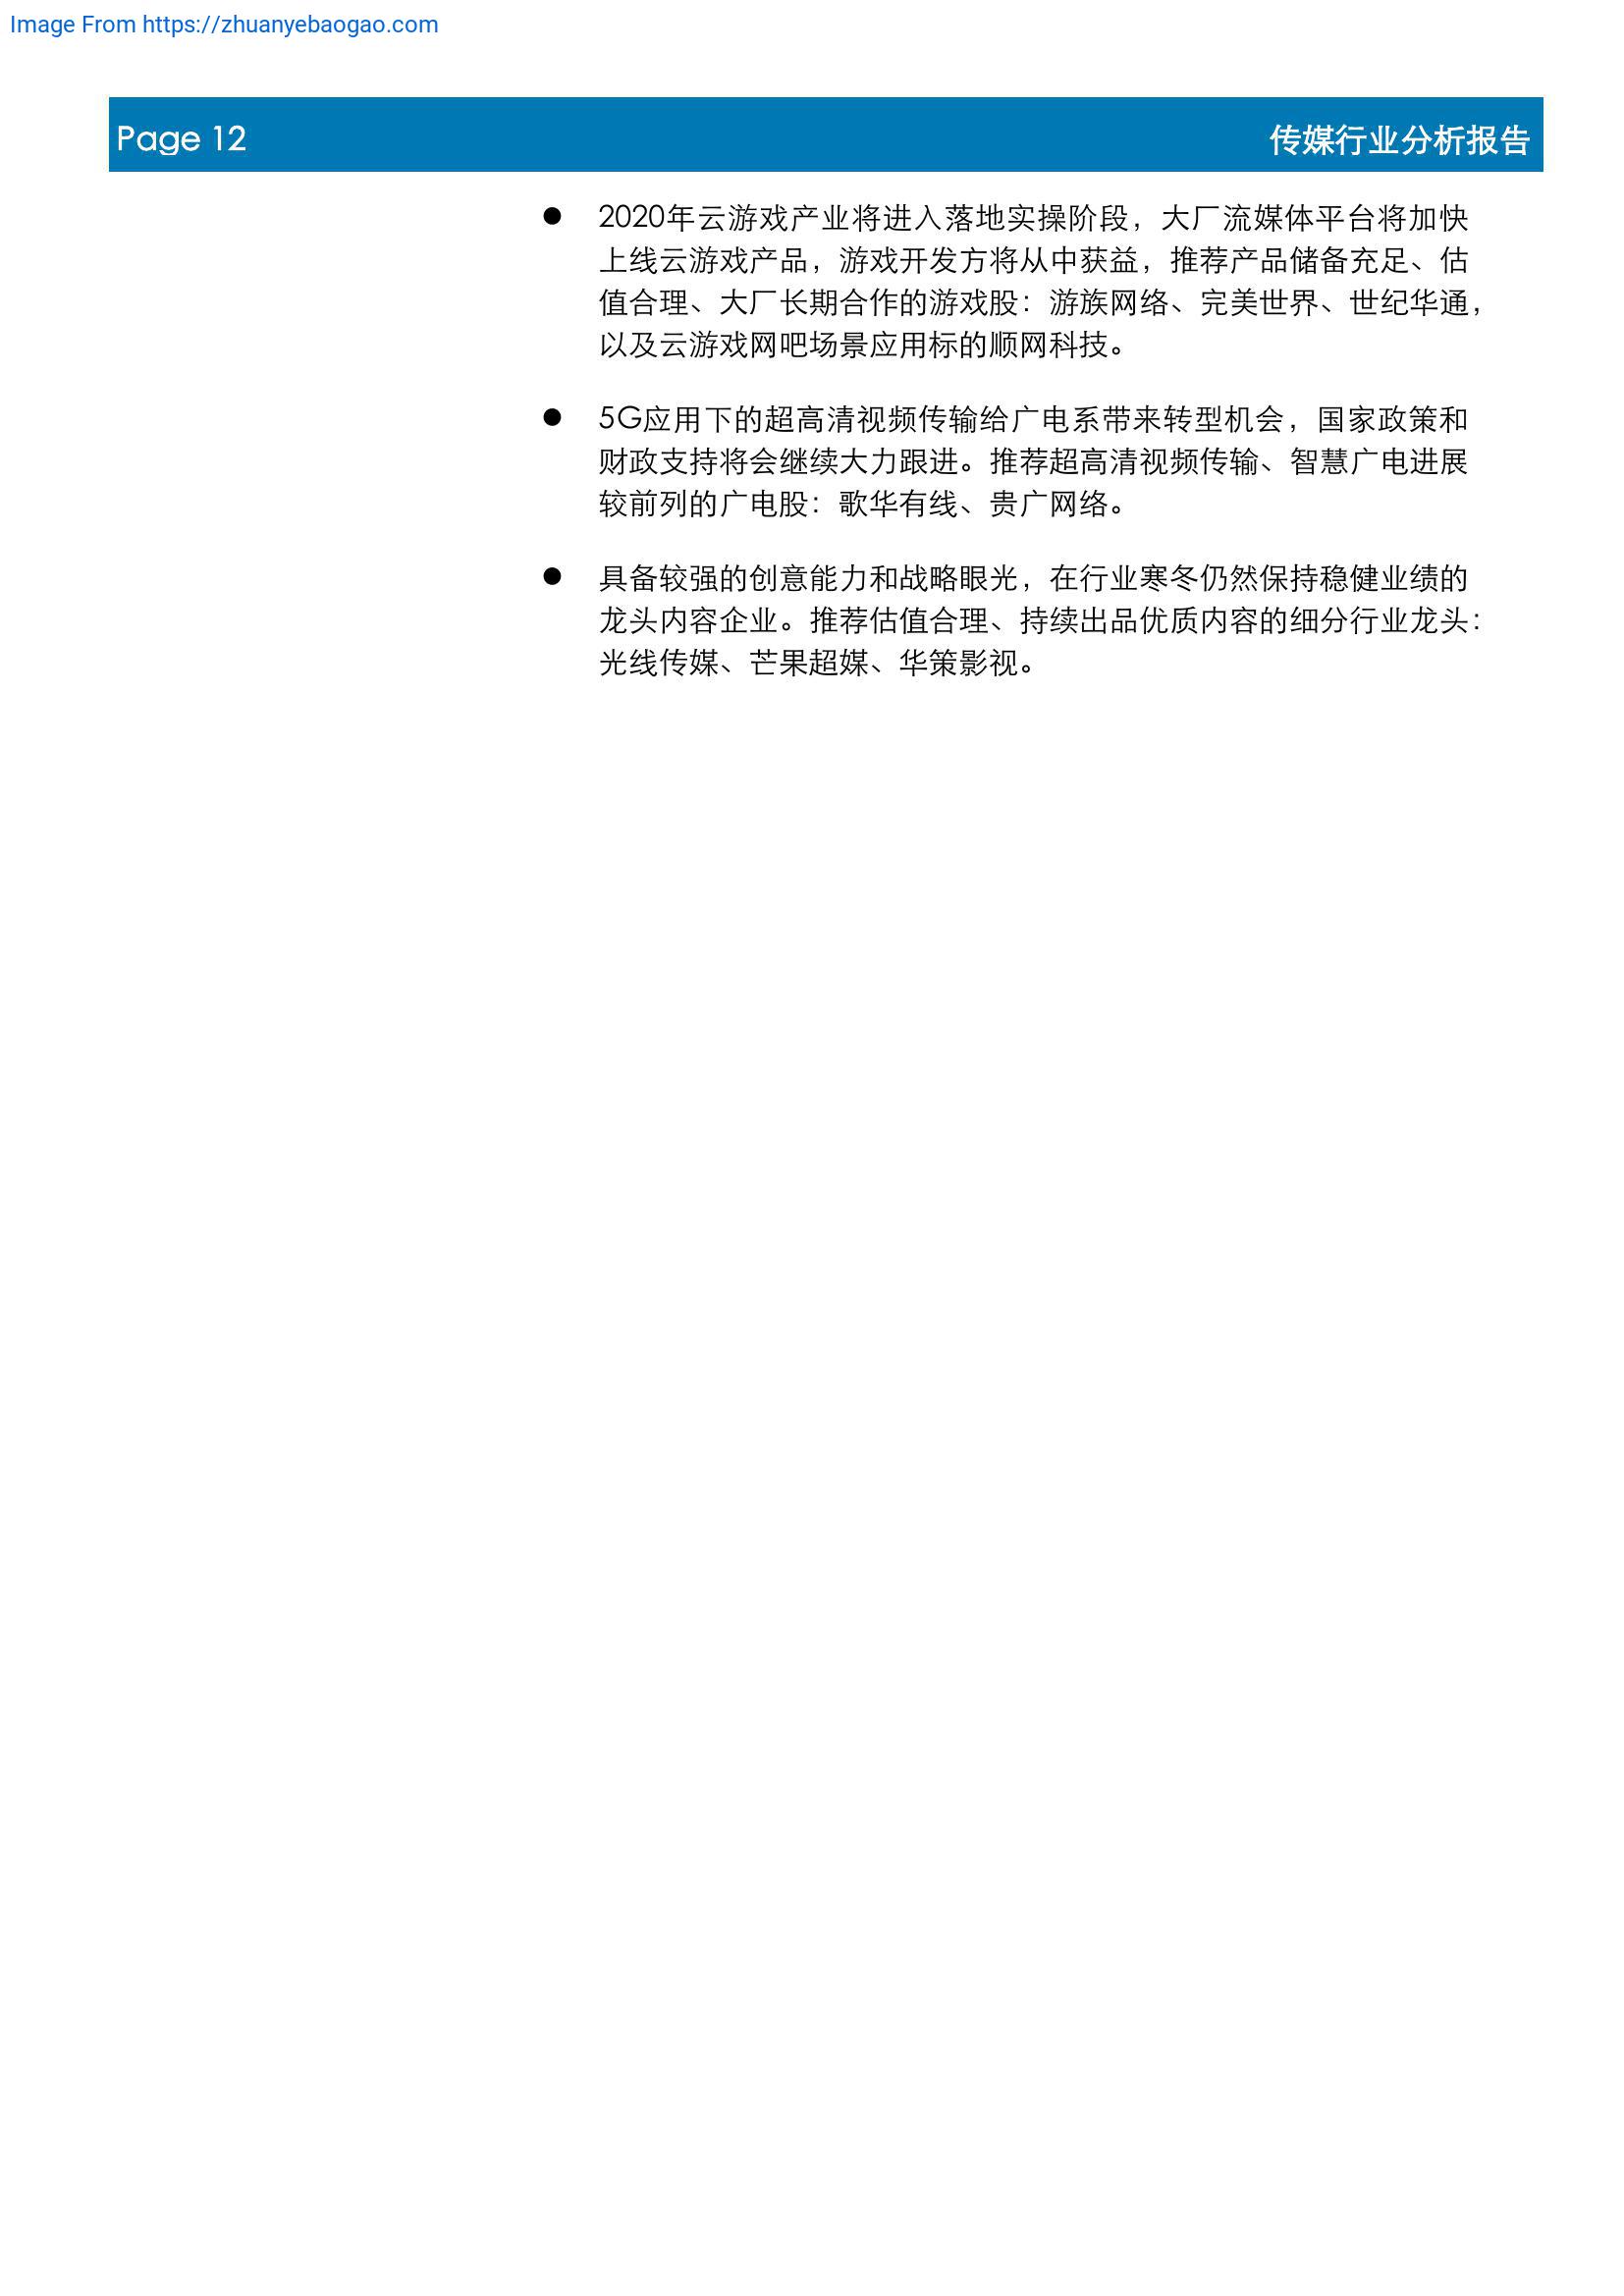 Image From https://zhuanyebaogao.com
Page 12
传媒行业分析报告
● 2020年云游戏产业将进入落地实操阶段，大厂流媒体平台将加快
上线云游戏产品，游戏开发方将从中获益，推荐产品储备充足、估
值合理、大厂长期合作的游戏股：游族网络、完美世界、世纪华通，
以及云游戏网吧场景应用标的顺网科技。
● 5G应用下的超高清视频传输给广电系带来转型机会，国家政策和
财政支持将会继续大力跟进。推荐超高清视频传输、智慧广电进展
较前列的广电股：歌华有线、贵广网络。
● 具备较强的创意能力和战略眼光，在行业寒冬仍然保持稳健业绩的
龙头内容企业。推荐估值合理、持续出品优质内容的细分行业龙头：
光线传媒、芒果超媒、华策影视。